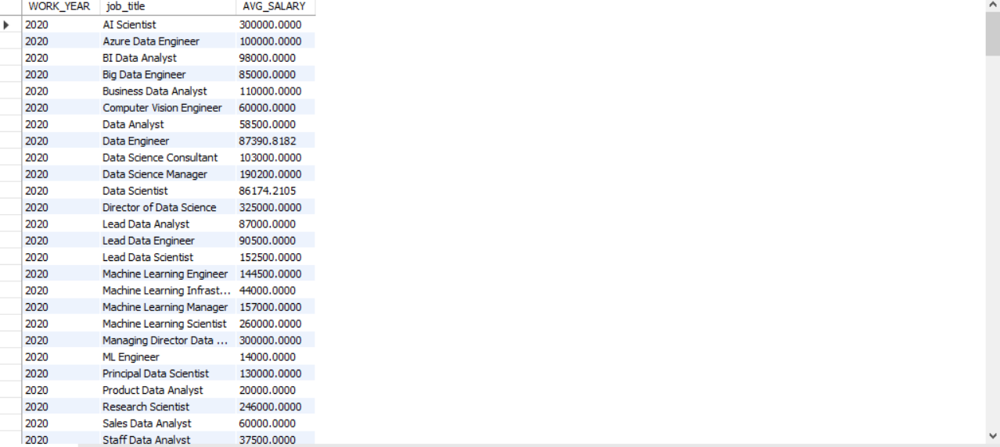 WORK_YEAR job_title AVG_SALARY
2020 AI Scientist 300000.0000
2020 Azure Data Engineer 100000.0000
2020 BI Data Analyst 98000.0000
2020 Big Data Engineer 85000.0000
2020 Business Data Analyst 110000.0000
2020 Computer Vision Engineer 60000.0000
2020 Data Analyst 58500.0000
2020 Data Engineer 87390.8182
2020 Data Science Consultant 103000.0000
2020 Data Science Manager 190200.0000
2020 Data Scientist 86174.2105
2020 Director of Data Science 325000.0000
2020 Lead Data Analyst 87000.0000
2020 Lead Data Engineer 90500.0000
2020 Lead Data Scientist 152500.0000
2020 Machine Learning Engineer 144500.0000
2020 Machine Learning Infrast... 44000.0000
2020 Machine Learning Manager 157000.0000
2020 Machine Learning Scientist 260000.0000
2020 Managing Director Data ... 300000.0000
2020 ML Engineer 14000.0000
2020 Principal Data Scientist 130000.0000
2020 Product Data Analyst 20000.0000
2020 Research Scientist 246000.0000
2020 Sales Data Analyst 60000.0000
2020 Staff Data Analyst 37500.0000